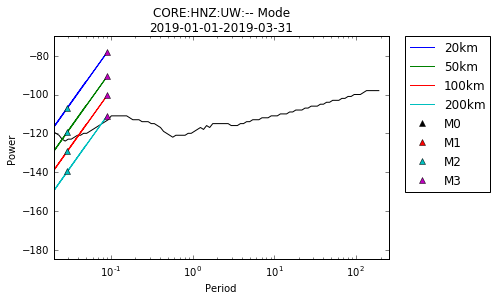 CORE:HNZ:UW:-- Mode
2019-01-01-2019-03-31
Power
−80
−100
−120
−140
−160
−180
10⁻¹
10⁰
10¹
10²
Period
20km
50km
100km
200km
M0
M1
M2
M3